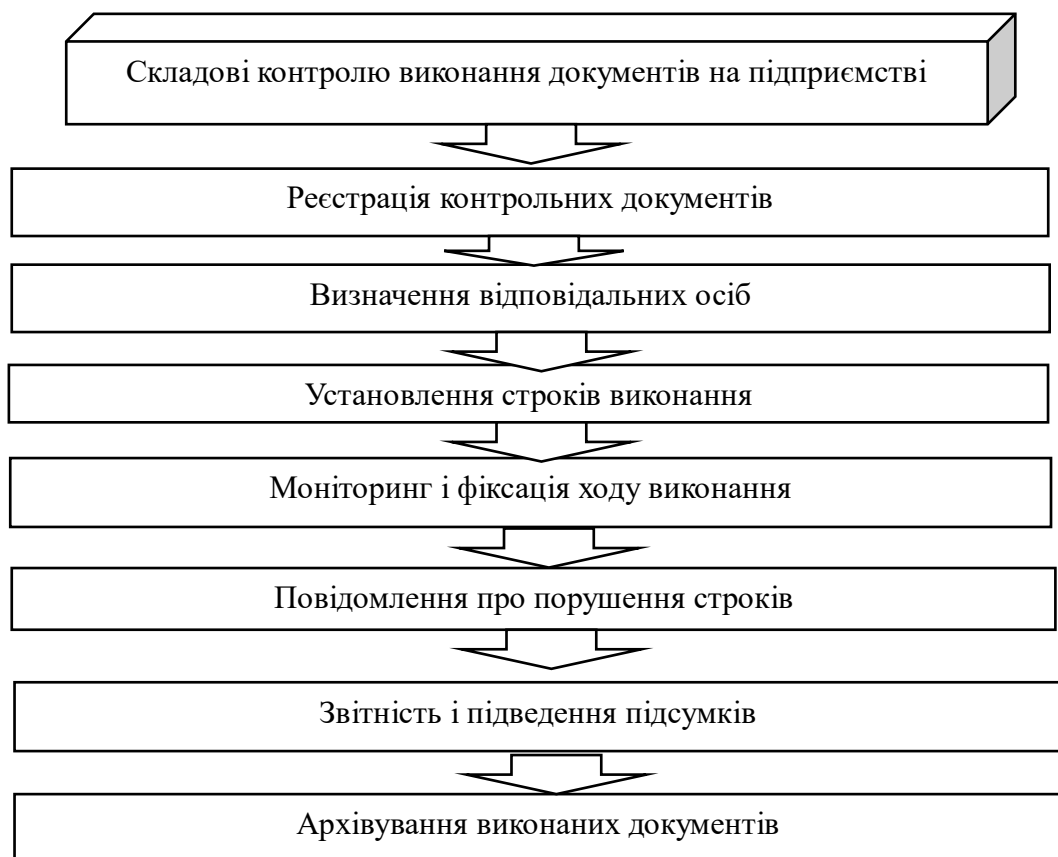 Складові контролю виконання документів на підприємстві
Реєстрація контрольних документів
Визначення відповідальних осіб
Установлення строків виконання
Моніторинг і фіксація ходу виконання
Повідомлення про порушення строків
Звітність і підведення підсумків
Архівування виконаних документів